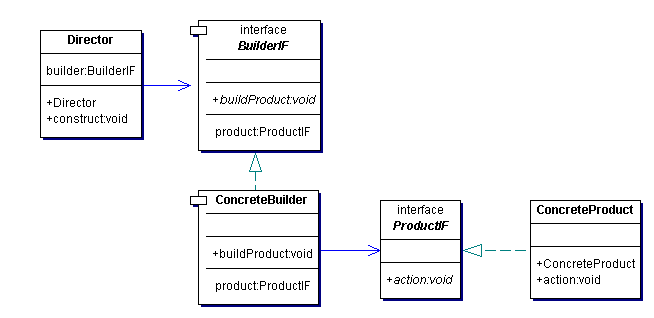 Director
builder:BuilderIF
+Director
+construct:void
interface
BuilderIF
+buildProduct:void
product:ProductIF
ConcreteBuilder
+buildProduct:void
product:ProductIF
interface
ProductIF
+action:void
ConcreteProduct
+ConcreteProduct
+action:void